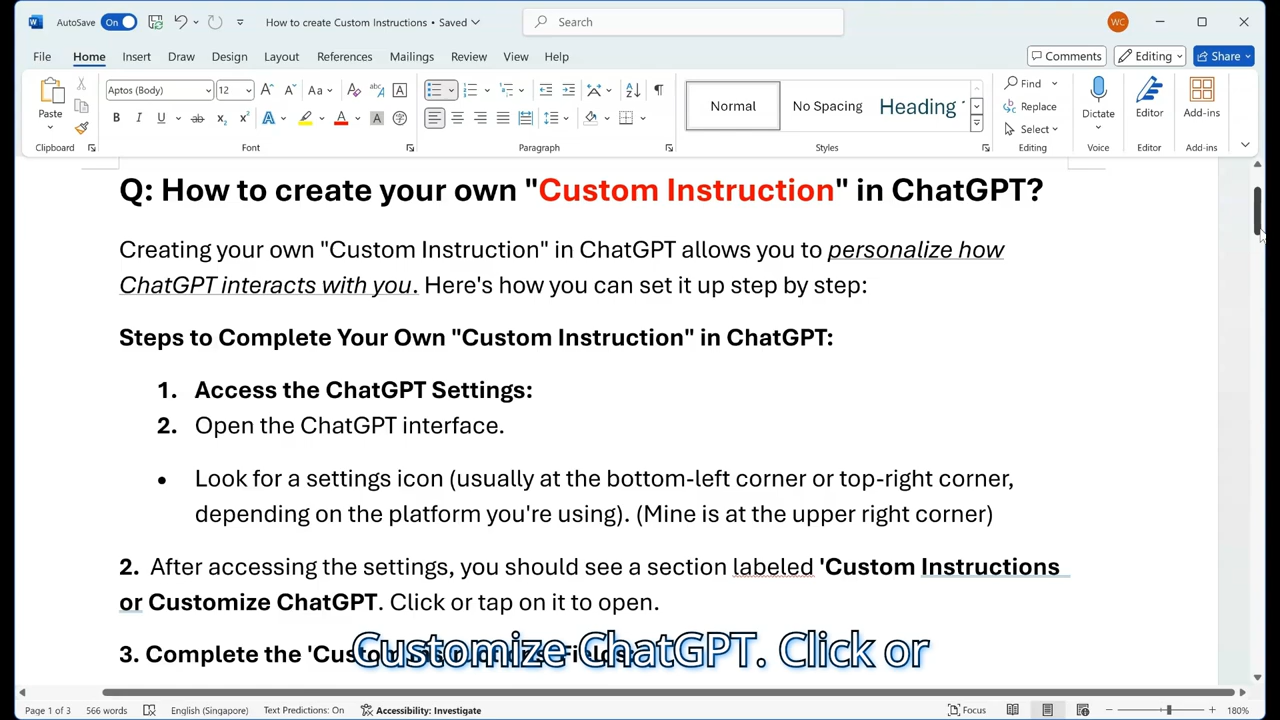 AutoSave On How to create Custom Instructions • Saved Search WC
File Home Insert Draw Design Layout References Mailings Review View Help Comments Editing Share
Aptos (Body) 12 Normal No Spacing Heading Find Replace Select
Paste Dictate Editor Add-ins
Clipboard Font Paragraph Styles Editing Voice Editor Add-ins
Q: How to create your own "Custom Instruction" in ChatGPT?
Creating your own "Custom Instruction" in ChatGPT allows you to personalize how
ChatGPT interacts with you. Here's how you can set it up step by step:
Steps to Complete Your Own "Custom Instruction" in ChatGPT:
1. Access the ChatGPT Settings:
2. Open the ChatGPT interface.
• Look for a settings icon (usually at the bottom-left corner or top-right corner,
depending on the platform you're using). (Mine is at the upper right corner)
2. After accessing the settings, you should see a section labeled 'Custom Instructions
or Customize ChatGPT. Click or tap on it to open.
3. Complete the
Customize ChatGPT. Click or
Page 1 of 3 566 words English (Singapore) Text Predictions: On Accessibility: Investigate Focus 180%